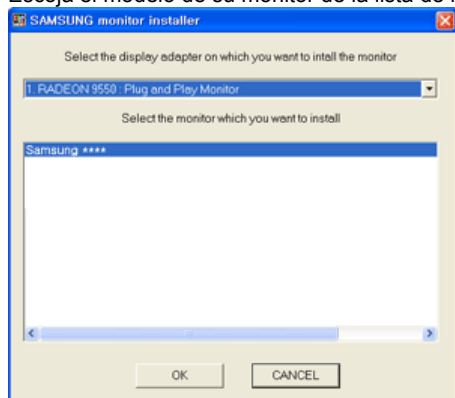 Escoja el modelo de su monitor de la lista de
SAMSUNG monitor installer
Select the display adapter on which you want to intall the monitor
1. RADEON 9550 : Plug and Play Monitor
Select the monitor which you want to install
Samsung ****
OK
CANCEL